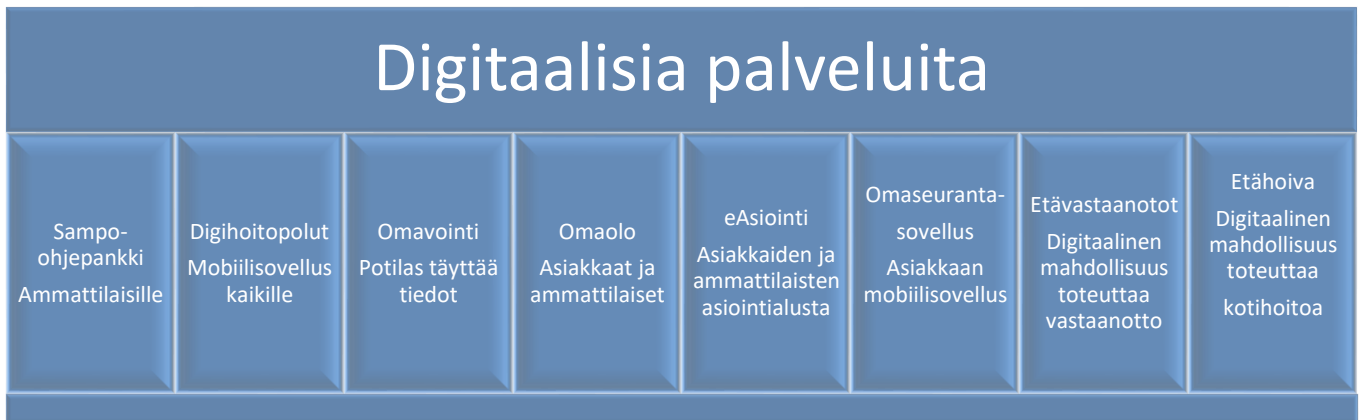 Digitaalisia palveluita
Sampo-
ohjepankki
Ammattilaisille
Digihoitopolut
Mobiilisovellus
kaikille
Omavointi
Potilas täyttää
tiedot
Omaolo
Asiakkaat ja
ammattilaiset
eAsiointi
Asiakkaiden ja
ammattilaisten
asiointialusta
Omaseuranta-
sovellus
Asiakkaan
mobiilisovellus
Etävastaanotot
Digitaalinen
mahdollisuus
toteuttaa
vastaanotto
Etähoiva
Digitaalinen
mahdollisuus
toteuttaa
kotihoitoa